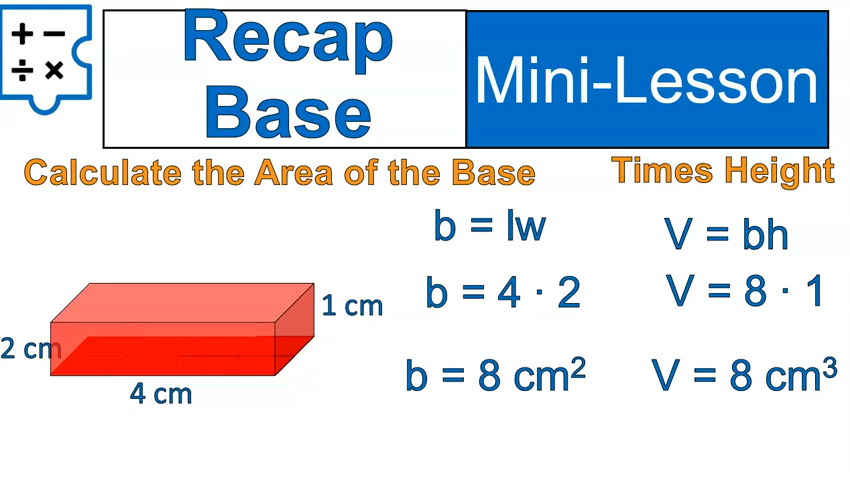 + −
÷ ×
Recap
Base
Mini-Lesson
Calculate the Area of the Base
Times Height
b = lw
V = bh
b = 4 · 2
V = 8 · 1
1 cm
2 cm
4 cm
b = 8 cm²
V = 8 cm³